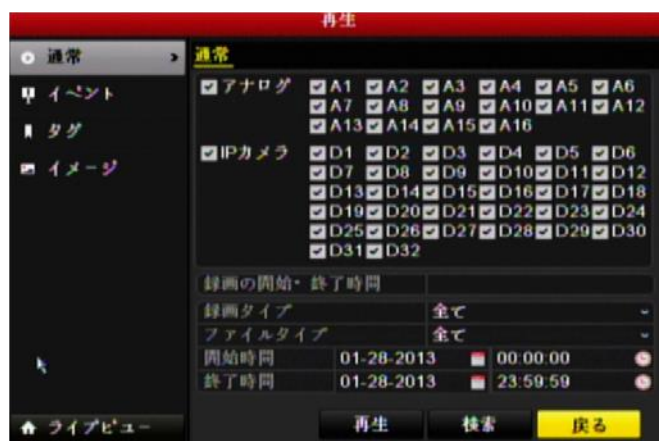 再生
通常
イベント
タグ
イメージ
ライブビュー
通常
アナログ A1 A2 A3 A4 A5 A6
A7 A8 A9 A10 A11 A12
A13 A14 A15 A16
IPカメラ D1 D2 D3 D4 D5 D6
D7 D8 D9 D10 D11 D12
D13 D14 D15 D16 D17 D18
D19 D20 D21 D22 D23 D24
D25 D26 D27 D28 D29 D30
D31 D32
録画の開始・終了時間
録画タイプ 全て
ファイルタイプ 全て
開始時間 01-28-2013 00:00:00
終了時間 01-28-2013 23:59:59
再生 検索 戻る